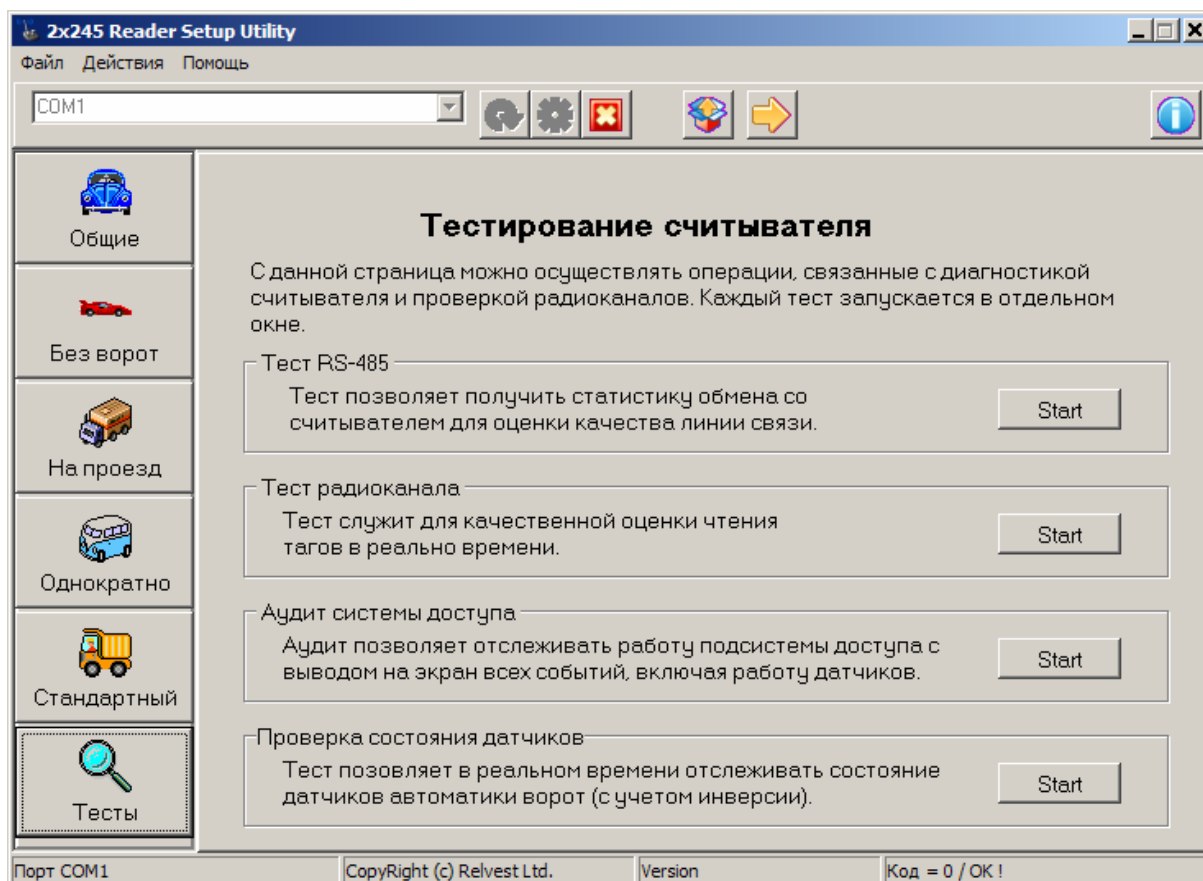 2x245 Reader Setup Utility
Файл Действия Помощь
COM1
Общие
Без ворот
На проезд
Однократно
Стандартный
Тесты
Тестирование считывателя
С данной страница можно осуществлять операции, связанные с диагностикой
считывателя и проверкой радиоканалов. Каждый тест запускается в отдельном
окне.
Тест RS-485
Тест позволяет получить статистику обмена со
считывателем для оценки качества линии связи.
Start
Тест радиоканала
Тест служит для качественной оценки чтения
тагов в реально времени.
Start
Аудит системы доступа
Аудит позволяет отслеживать работу подсистемы доступа с
выводом на экран всех событий, включая работу датчиков.
Start
Проверка состояния датчиков
Тест позовляет в реальном времени отслеживать состояние
датчиков автоматики ворот (с учетом инверсии).
Start
Порт COM1 CopyRight (c) Relvest Ltd. Version Код = 0 / OK !